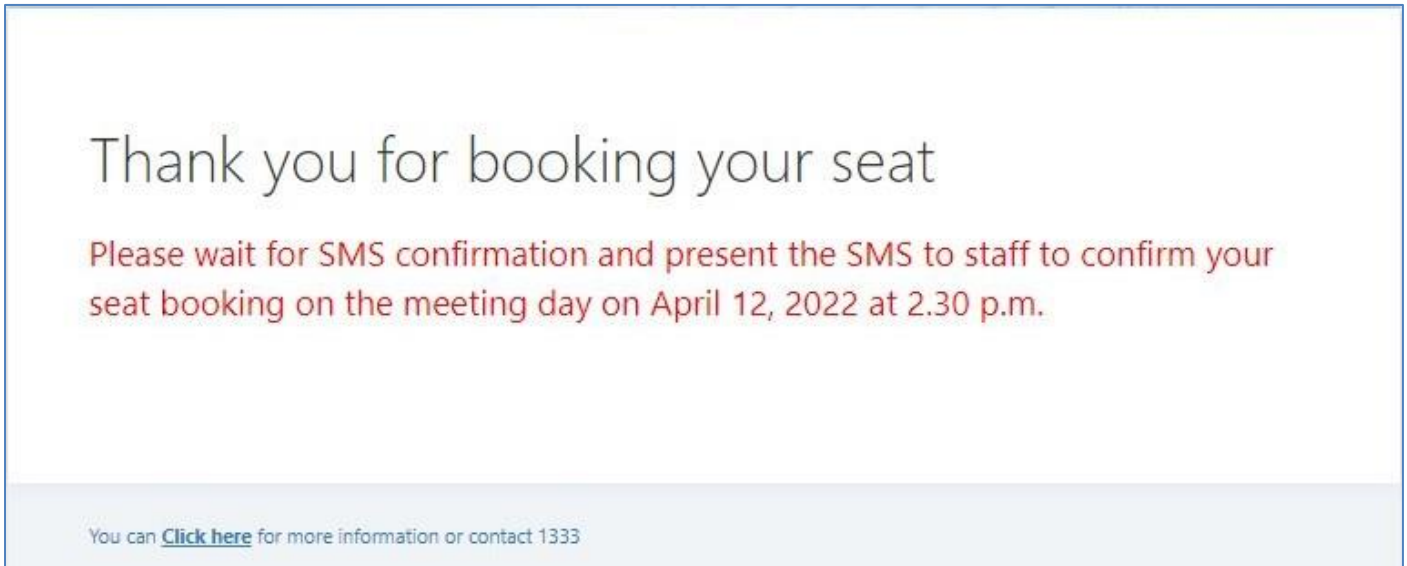 Thank you for booking your seat
Please wait for SMS confirmation and present the SMS to staff to confirm your
seat booking on the meeting day on April 12, 2022 at 2.30 p.m.
You can Click here for more information or contact 1333